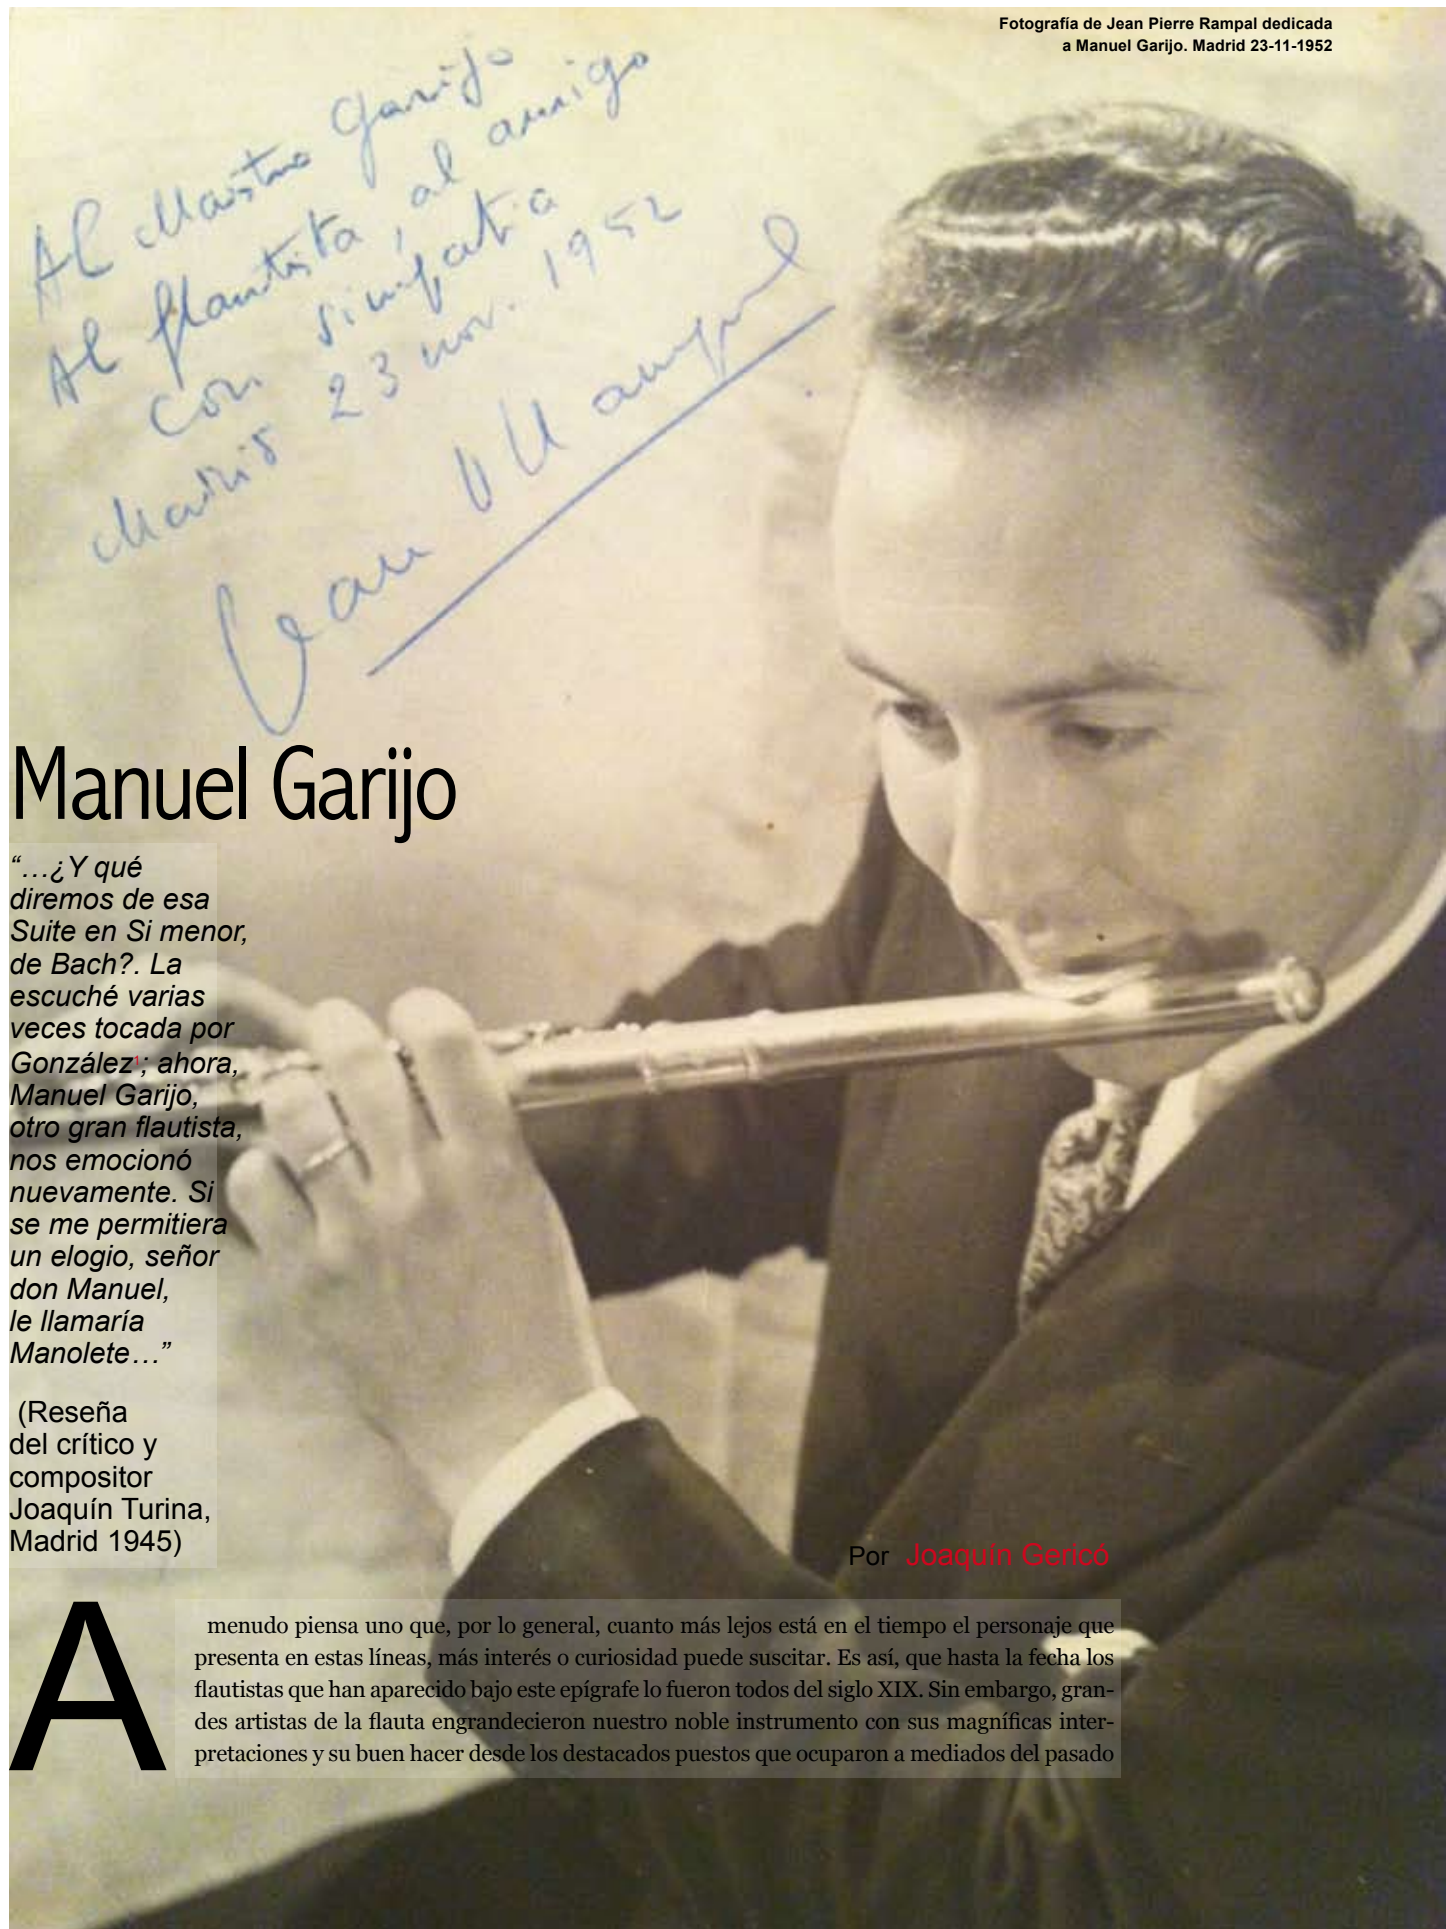 Fotografía de Jean Pierre Rampal dedicada
a Manuel Garijo. Madrid 23-11-1952
Al Maestro Garijo
Al flautista, al amigo
con simpatia
Madrid 23 nov. 1952
Manuel Garijo
“…¿Y qué
diremos de esa
Suite en Si menor,
de Bach?. La
escuché varias
veces tocada por
González1; ahora,
Manuel Garijo,
otro gran flautista,
nos emocionó
nuevamente. Si
se me permitiera
un elogio, señor
don Manuel,
le llamaría
Manolete…”
(Reseña
del crítico y
compositor
Joaquín Turina,
Madrid 1945)
Por Joaquín Gericó
A menudo piensa uno que, por lo general, cuanto más lejos está en el tiempo el personaje que
presenta en estas líneas, más interés o curiosidad puede suscitar. Es así, que hasta la fecha los
flautistas que han aparecido bajo este epígrafe lo fueron todos del siglo XIX. Sin embargo, gran-
des artistas de la flauta engrandecieron nuestro noble instrumento con sus magníficas inter-
pretaciones y su buen hacer desde los destacados puestos que ocuparon a mediados del pasado